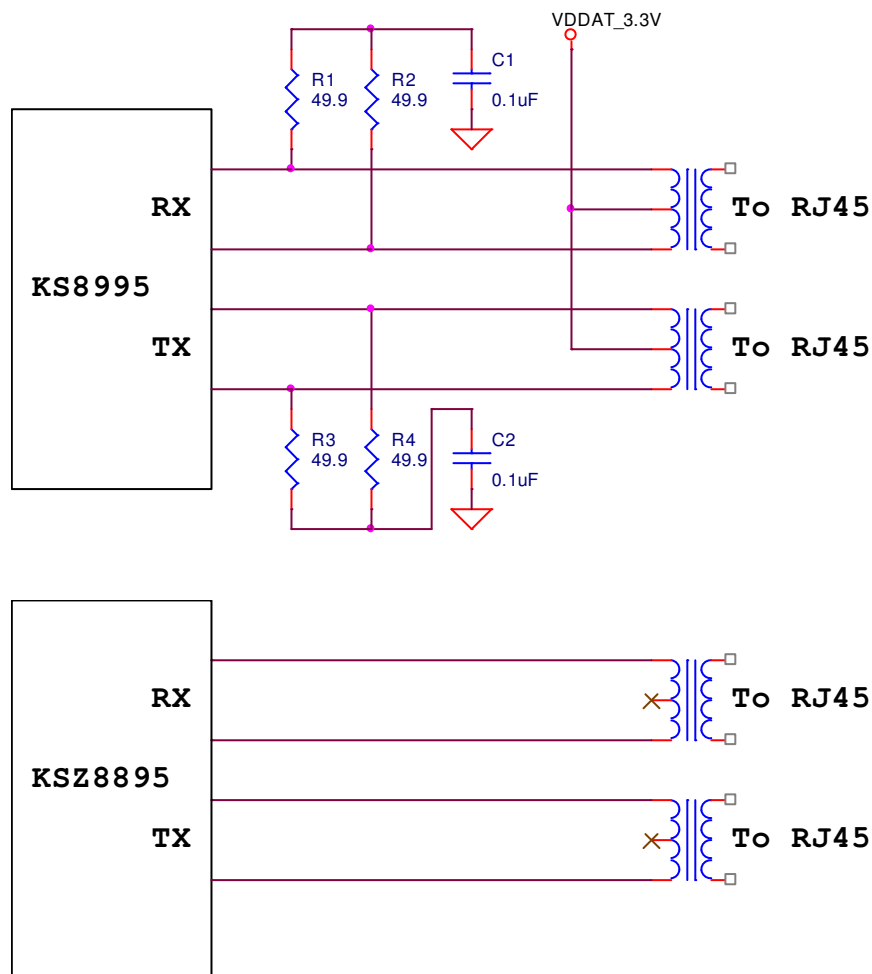 VDDAT_3.3V
R1
49.9
R2
49.9
C1
0.1uF
RX
To RJ45
KS8995
TX
To RJ45
R3
49.9
R4
49.9
C2
0.1uF
RX
To RJ45
KSZ8895
TX
To RJ45